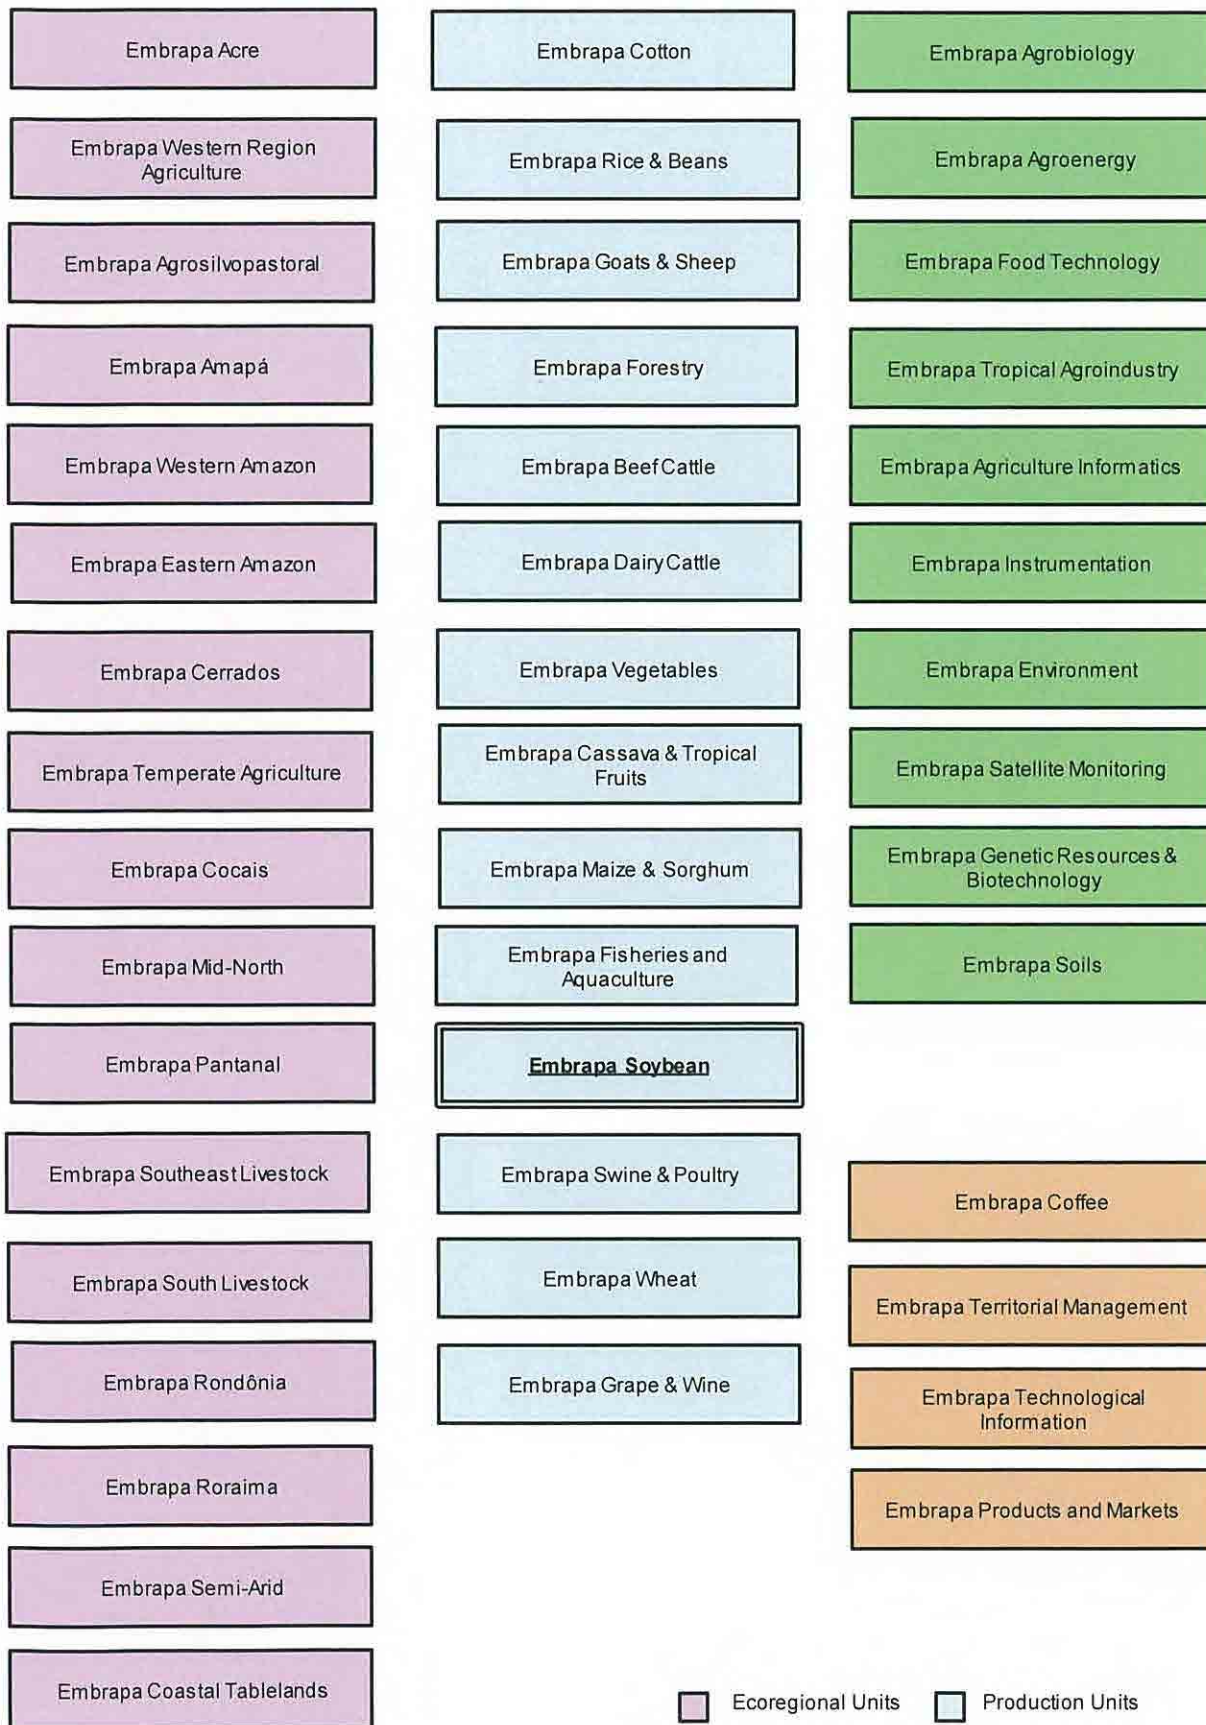 Embrapa Acre
Embrapa Western Region
Agriculture
Embrapa Agrosilvopastoral
Embrapa Amapá
Embrapa Western Amazon
Embrapa Eastern Amazon
Embrapa Cerrados
Embrapa Temperate Agriculture
Embrapa Cocais
Embrapa Mid-North
Embrapa Pantanal
Embrapa Southeast Livestock
Embrapa South Livestock
Embrapa Rondônia
Embrapa Roraima
Embrapa Semi-Arid
Embrapa Coastal Tablelands
Embrapa Cotton
Embrapa Rice & Beans
Embrapa Goats & Sheep
Embrapa Forestry
Embrapa Beef Cattle
Embrapa Dairy Cattle
Embrapa Vegetables
Embrapa Cassava & Tropical
Fruits
Embrapa Maize & Sorghum
Embrapa Fisheries and
Aquaculture
Embrapa Soybean
Embrapa Swine & Poultry
Embrapa Wheat
Embrapa Grape & Wine
Embrapa Agrobiology
Embrapa Agroenergy
Embrapa Food Technology
Embrapa Tropical Agroindustry
Embrapa Agriculture Informatics
Embrapa Instrumentation
Embrapa Environment
Embrapa Satellite Monitoring
Embrapa Genetic Resources &
Biotechnology
Embrapa Soils
Embrapa Coffee
Embrapa Territorial Management
Embrapa Technological
Information
Embrapa Products and Markets
Ecoregional Units
Production Units